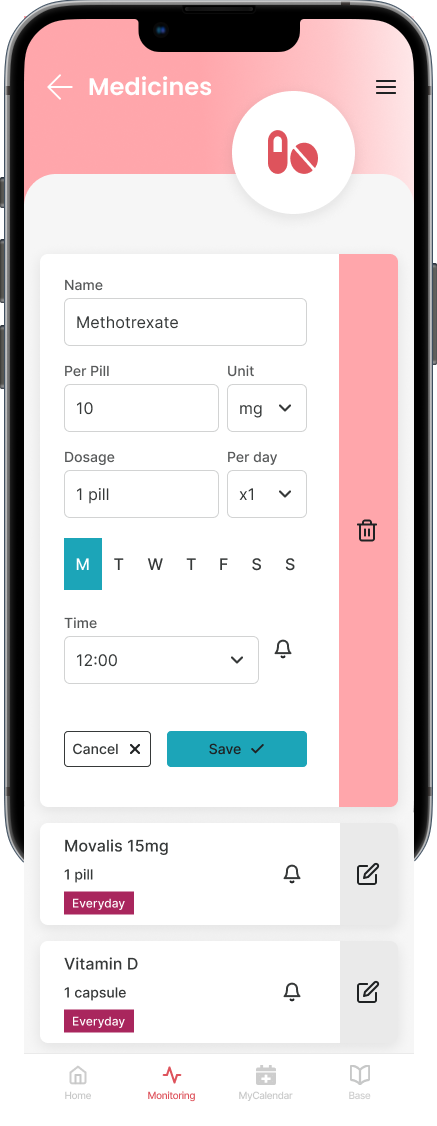 Medicines
Name
Methotrexate
Per Pill Unit
10 mg
Dosage Per day
1 pill x1
M T W T F S S
Time
12:00
Cancel Save
Movalis 15mg
1 pill
Everyday
Vitamin D
1 capsule
Everyday
Home Monitoring MyCalendar Base